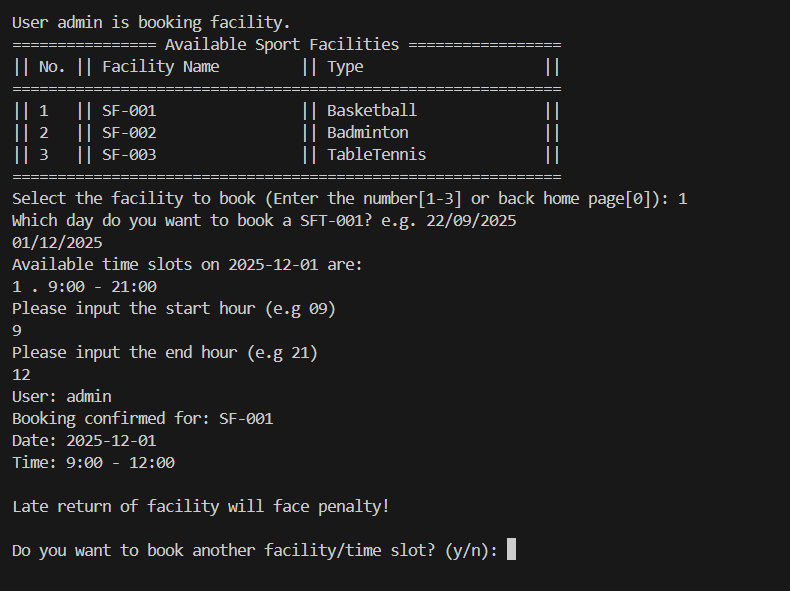 User admin is booking facility.
================ Available Sport Facilities =================
|| No. || Facility Name         || Type                    ||
=============================================================
|| 1   || SF-001                || Basketball              ||
|| 2   || SF-002                || Badminton               ||
|| 3   || SF-003                || TableTennis             ||
=============================================================
Select the facility to book (Enter the number[1-3] or back home page[0]): 1
Which day do you want to book a SFT-001? e.g. 22/09/2025
01/12/2025
Available time slots on 2025-12-01 are:
1 . 9:00 - 21:00
Please input the start hour (e.g 09)
9
Please input the end hour (e.g 21)
12
User: admin
Booking confirmed for: SF-001
Date: 2025-12-01
Time: 9:00 - 12:00
Late return of facility will face penalty!
Do you want to book another facility/time slot? (y/n):